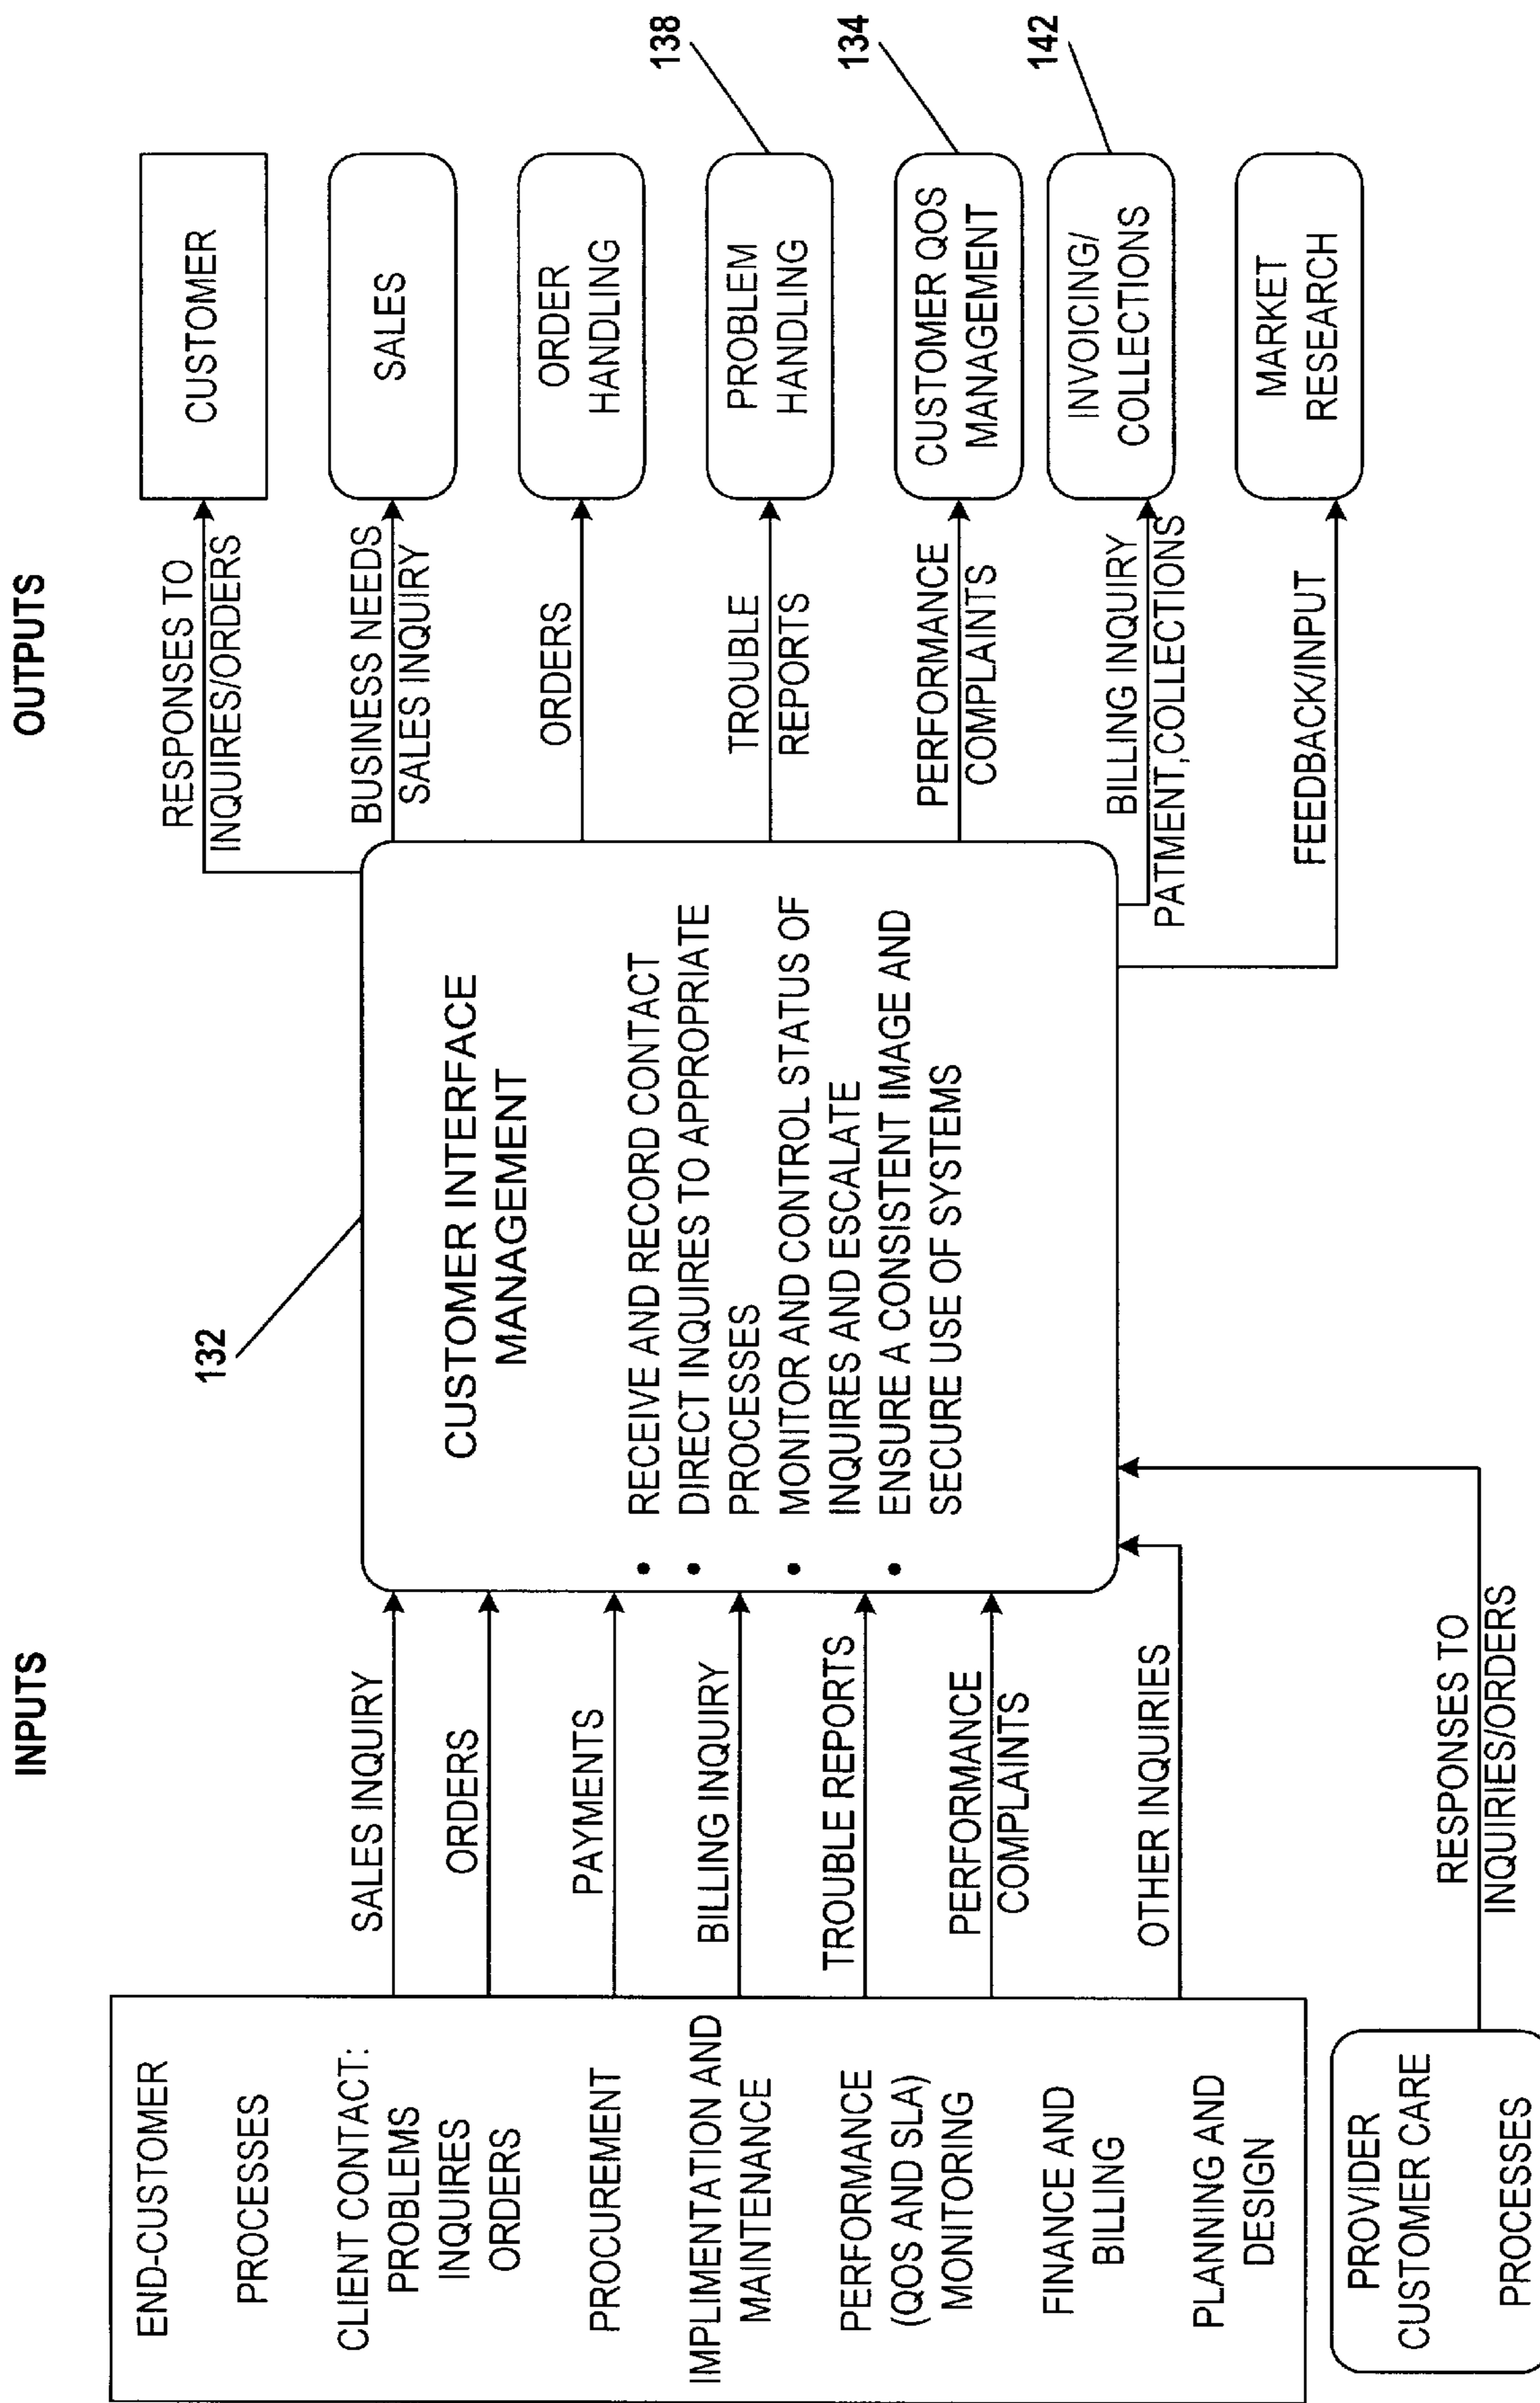 INPUTS
OUTPUTS
END-CUSTOMER
PROCESSES
CLIENT CONTACT:
PROBLEMS
INQUIRES
ORDERS
PROCUREMENT
IMPLIMENTATION AND
MAINTENANCE
PERFORMANCE
(QOS AND SLA)
MONITORING
FINANCE AND
BILLING
PLANNING AND
DESIGN
PROVIDER
CUSTOMER CARE
PROCESSES
SALES INQUIRY
ORDERS
PAYMENTS
BILLING INQUIRY
TROUBLE REPORTS
PERFORMANCE
COMPLAINTS
OTHER INQUIRIES
RESPONSES TO
INQUIRIES/ORDERS
132
CUSTOMER INTERFACE
MANAGEMENT
• RECEIVE AND RECORD CONTACT
• DIRECT INQUIRES TO APPROPRIATE
PROCESSES
• MONITOR AND CONTROL STATUS OF
INQUIRES AND ESCALATE
• ENSURE A CONSISTENT IMAGE AND
SECURE USE OF SYSTEMS
RESPONSES TO
INQUIRES/ORDERS
BUSINESS NEEDS
SALES INQUIRY
ORDERS
TROUBLE
REPORTS
PERFORMANCE
COMPLAINTS
BILLING INQUIRY
PATMENT,COLLECTIONS
FEEDBACK/INPUT
CUSTOMER
SALES
ORDER
HANDLING
PROBLEM
HANDLING
138
CUSTOMER QOS
MANAGEMENT
134
INVOICING/
COLLECTIONS
142
MARKET
RESEARCH